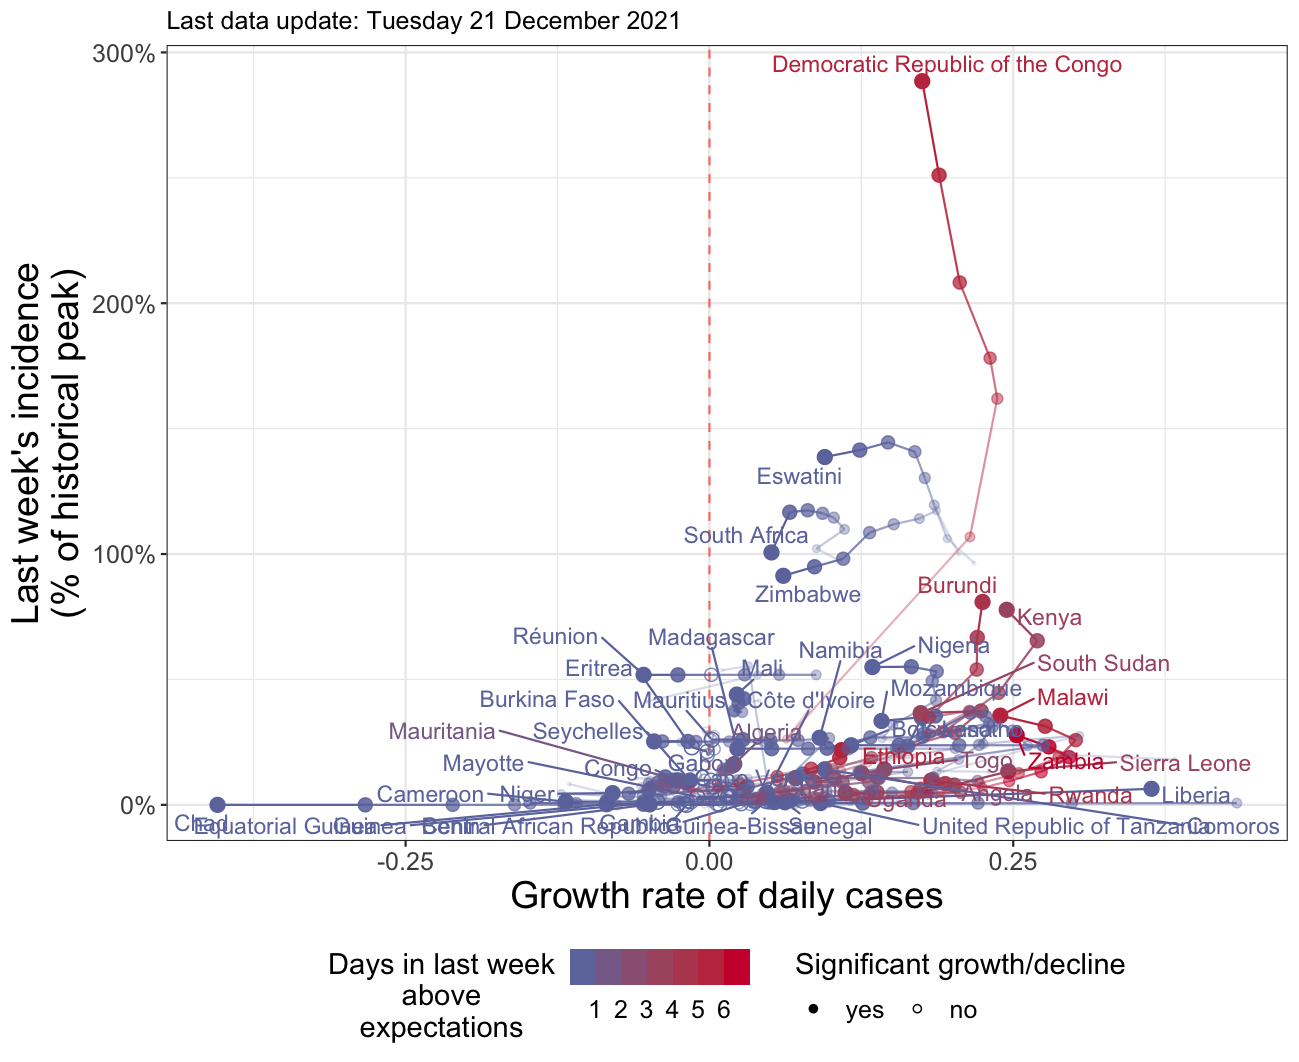 Last data update: Tuesday 21 December 2021
Last week's incidence
(% of historical peak)
300%
200%
100%
0%
Democratic Republic of the Congo
Eswatini
South Africa
Zimbabwe
Burundi
Kenya
Réunion
Madagascar
Namibia
Nigeria
Eritrea
Mali
South Sudan
Burkina Faso
Mauritius
Côte d'Ivoire
Mozambique
Malawi
Mauritania
Seychelles
Algeria
Mayotte
Congo
Gabon
Ethiopia
Togo
Zambia
Sierra Leone
Cameroon
Niger
Uganda
Angola
Rwanda
Liberia
Chad
Equatorial Guinea
Guinea
Benin
Central African Republic
Gambia
Guinea-Bissau
Senegal
United Republic of Tanzania
Comoros
-0.25
0.00
0.25
Growth rate of daily cases
Days in last week
above
expectations
1 2 3 4 5 6
Significant growth/decline
yes
no